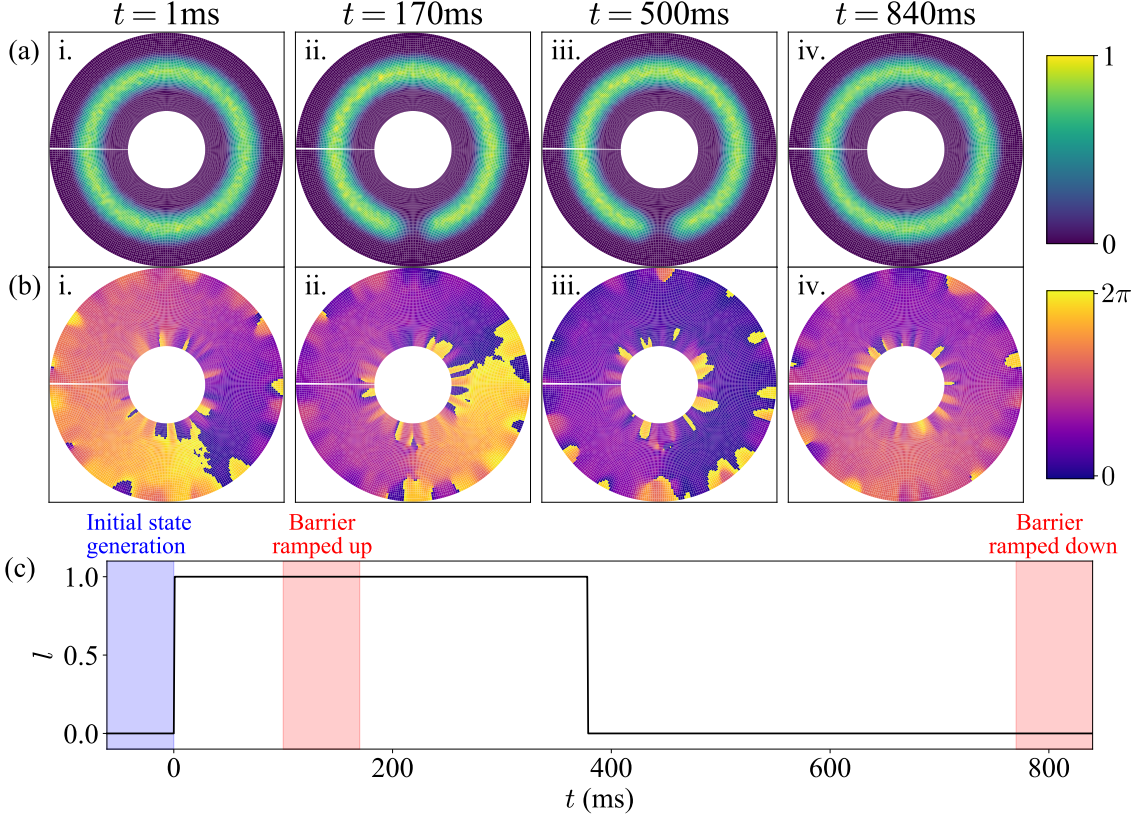 t = 1ms
t = 170ms
t = 500ms
t = 840ms
(a)
i.
ii.
iii.
iv.
1
0
(b)
i.
ii.
iii.
iv.
2π
0
Initial state
generation
Barrier
ramped up
Barrier
ramped down
(c)
1.0
0.5
0.0
l
0
200
400
600
800
t (ms)